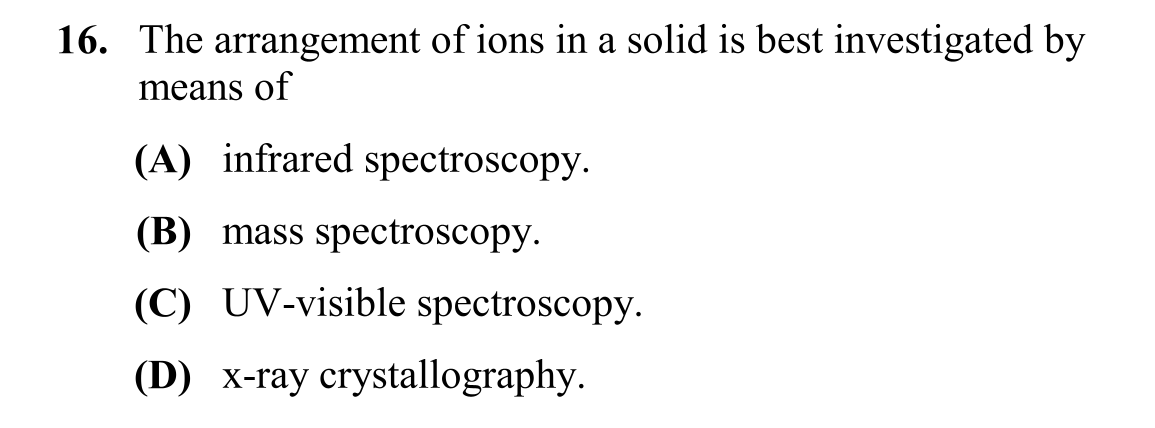 16. The arrangement of ions in a solid is best investigated by
means of
(A) infrared spectroscopy.
(B) mass spectroscopy.
(C) UV-visible spectroscopy.
(D) x-ray crystallography.